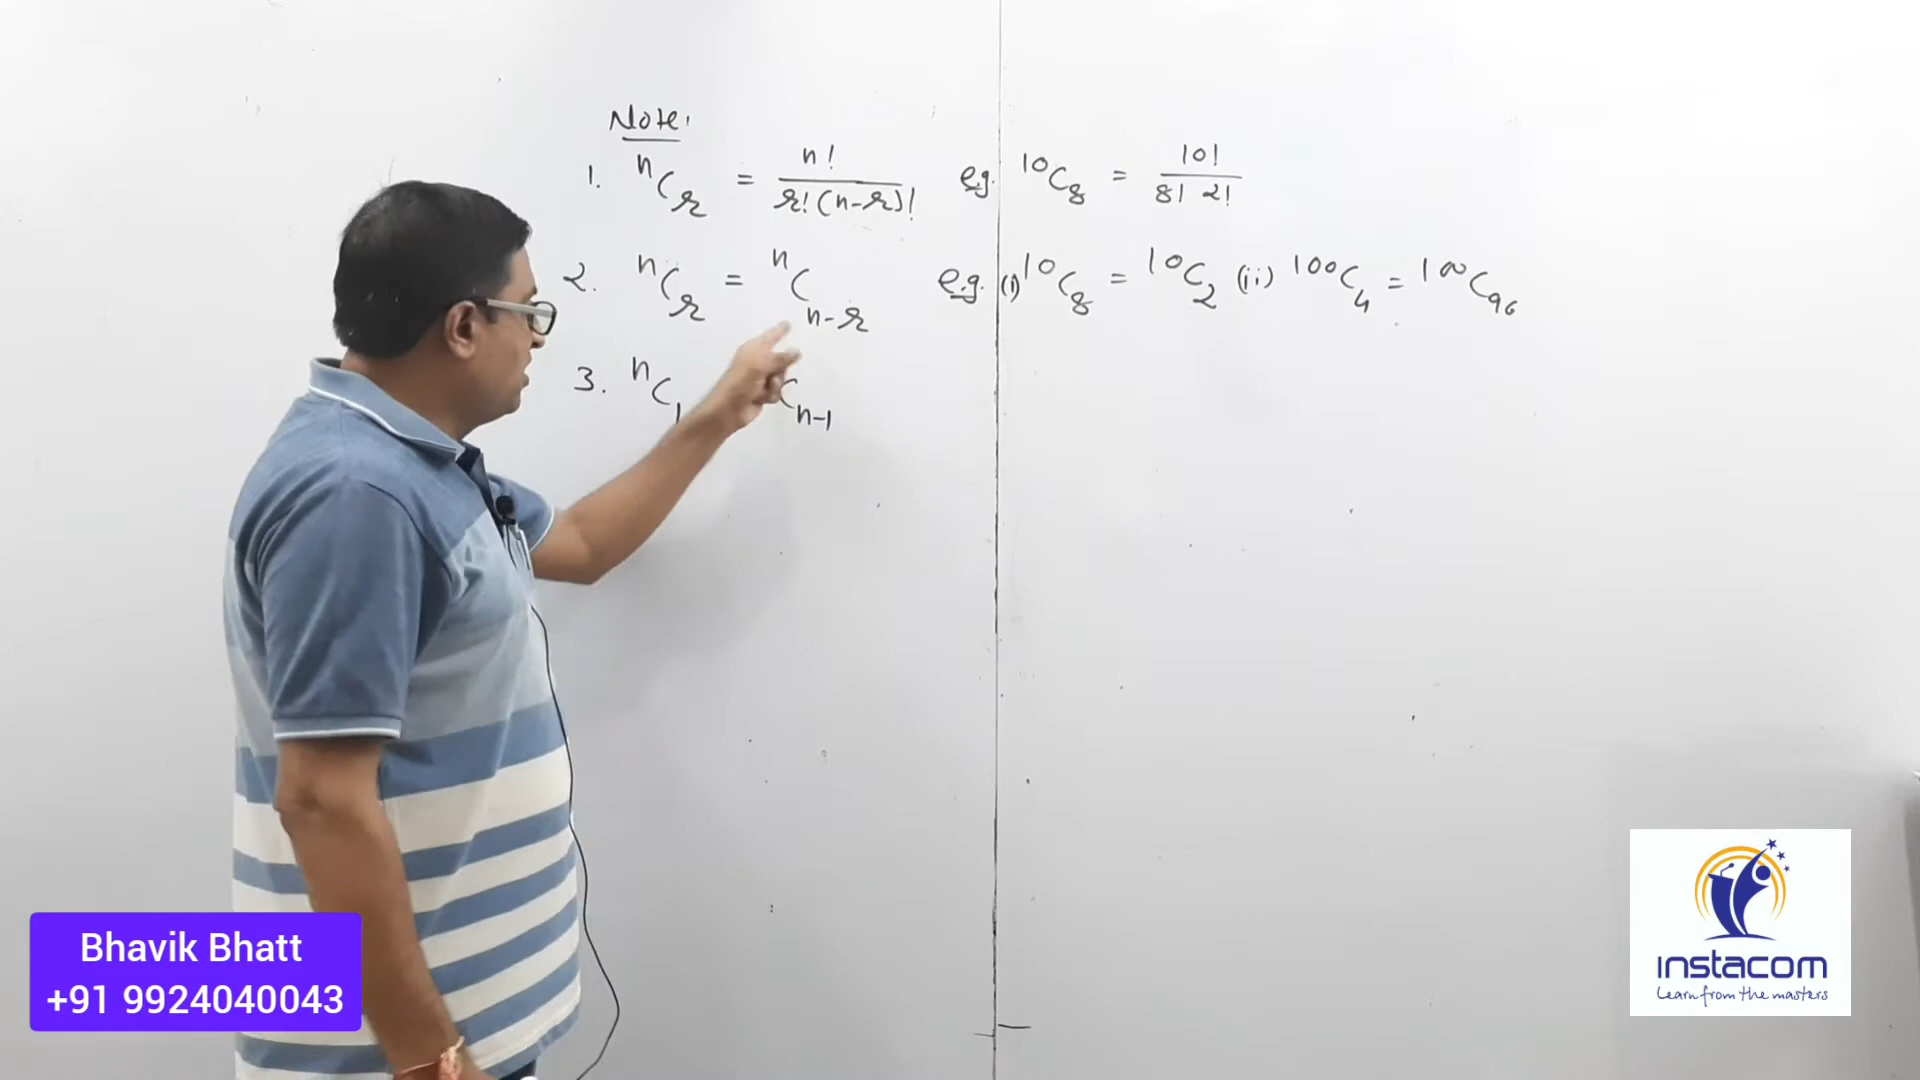 Note:
1. nCr = n! / r!(n-r)! e.g. 10C8 = 10! / 8! 2!
2. nCr = nCn-r e.g. (i) 10C8 = 10C2 (ii) 100C4 = 100C96
3. nC1 Cn-1
Bhavik Bhatt
+91 9924040043
instacom
Learn from the masters